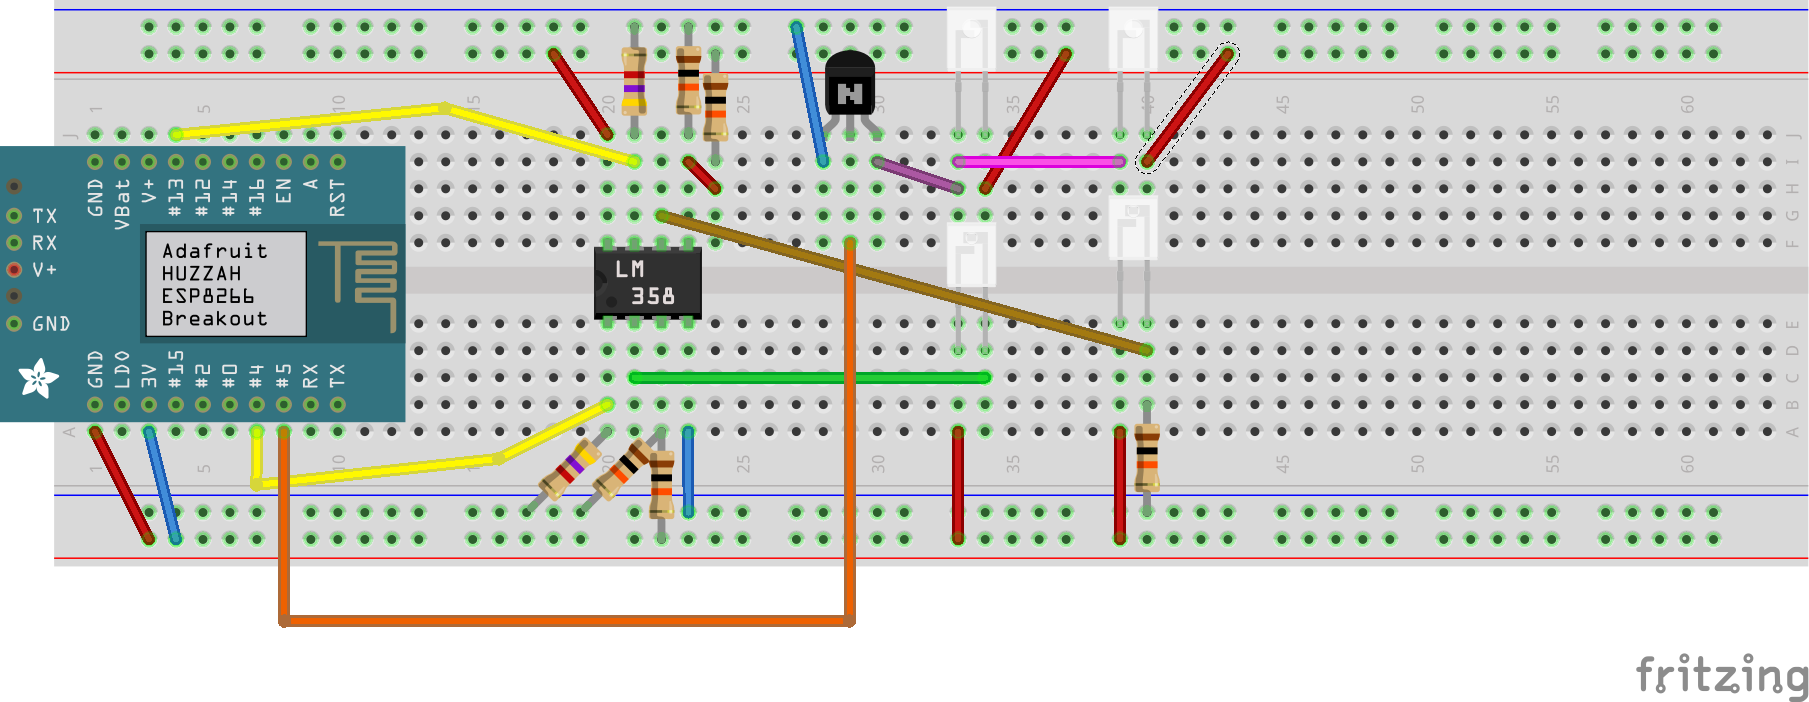 1 5 10 15 20 25 30 35 40 45 50 55 60
J J
I
H
G
F
GND VBat V+ #13 #12 #14 #16 EN A RST
TX
RX
V+
GND
Adafruit
HUZZAH
ESP8266
Breakout
LM
358
N
E
D
C
B
A A
GND LDO 3V #15 #2 #0 #4 #5 RX TX
1 5 10 15 20 25 30 35 40 45 50 55 60
fritzing